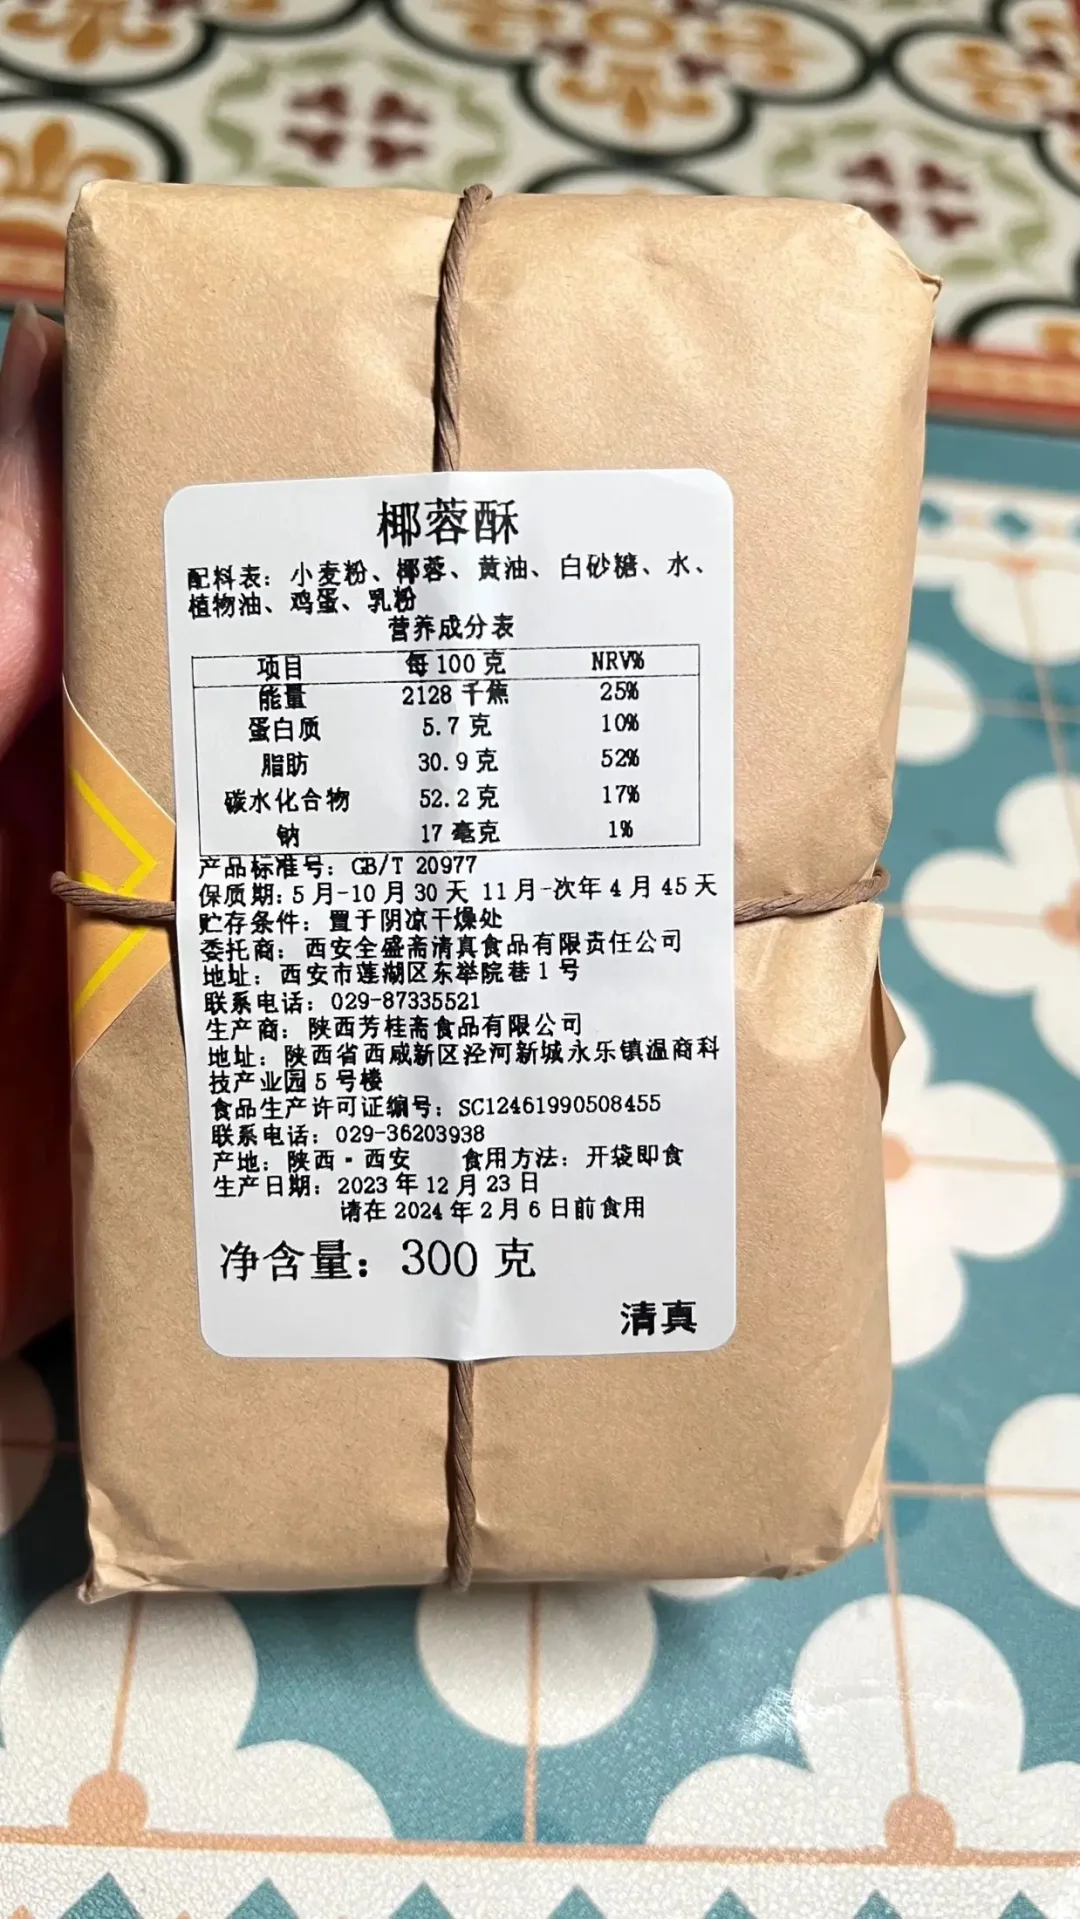 椰蓉酥
配料表：小麦粉、椰蓉、黄油、白砂糖、水、
植物油、鸡蛋、乳粉
营养成分表
项目 每100克 NRV%
能量 2128千焦 25%
蛋白质 5.7克 10%
脂肪 30.9克 52%
碳水化合物 52.2克 17%
钠 17毫克 1%
产品标准号：GB/T 20977
保质期：5月-10月30天 11月-次年4月45天
贮存条件：置于阴凉干燥处
委托商：西安全盛斋清真食品有限责任公司
地址：西安市莲湖区东举院巷1号
联系电话：029-87335521
生产商：陕西芳桂斋食品有限公司
地址：陕西省西咸新区泾河新城永乐镇温商科
技产业园5号楼
食品生产许可证编号：SC12461990508455
联系电话：029-36203938
产地：陕西·西安 食用方法：开袋即食
生产日期：2023年12月23日
请在2024年2月6日前食用
净含量：300克
清真